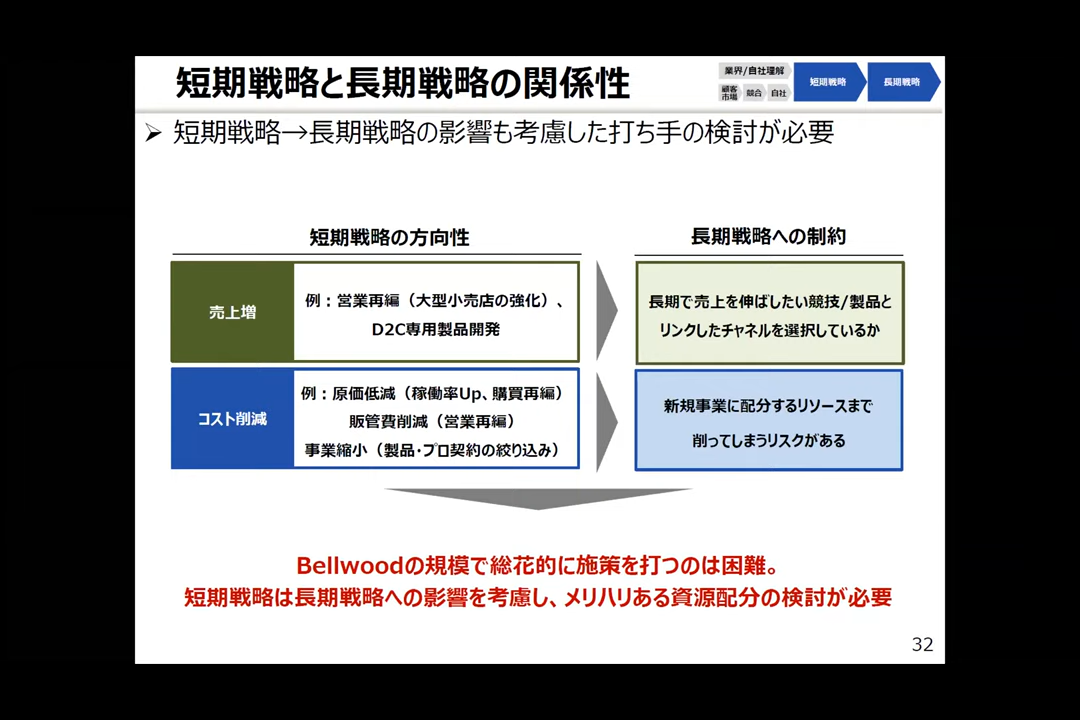 短期戦略と長期戦略の関係性
業界/自社理解
顧客
市場
競合
自社
短期戦略
長期戦略
➢ 短期戦略→長期戦略の影響も考慮した打ち手の検討が必要
短期戦略の方向性
長期戦略への制約
売上増
例：営業再編（大型小売店の強化）、
D2C専用製品開発
長期で売上を伸ばしたい競技/製品と
リンクしたチャネルを選択しているか
コスト削減
例：原価低減（稼働率Up、購買再編）
販管費削減（営業再編）
事業縮小（製品・プロ契約の絞り込み）
新規事業に配分するリソースまで
削ってしまうリスクがある
Bellwoodの規模で総花的に施策を打つのは困難。
短期戦略は長期戦略への影響を考慮し、メリハリある資源配分の検討が必要
32